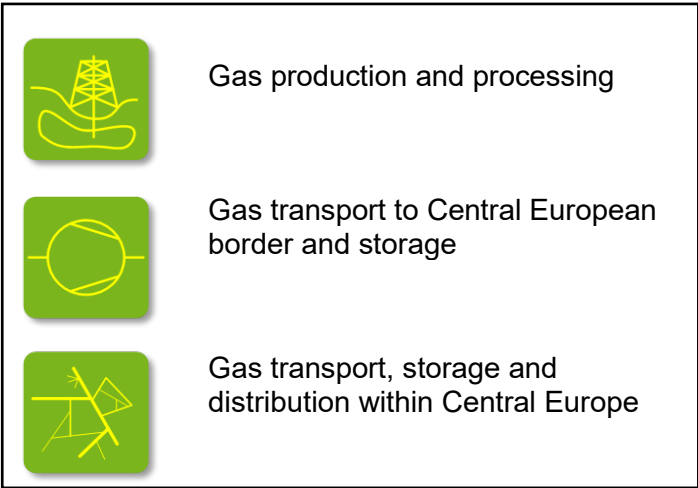 Gas production and processing
Gas transport to Central European
border and storage
Gas transport, storage and
distribution within Central Europe